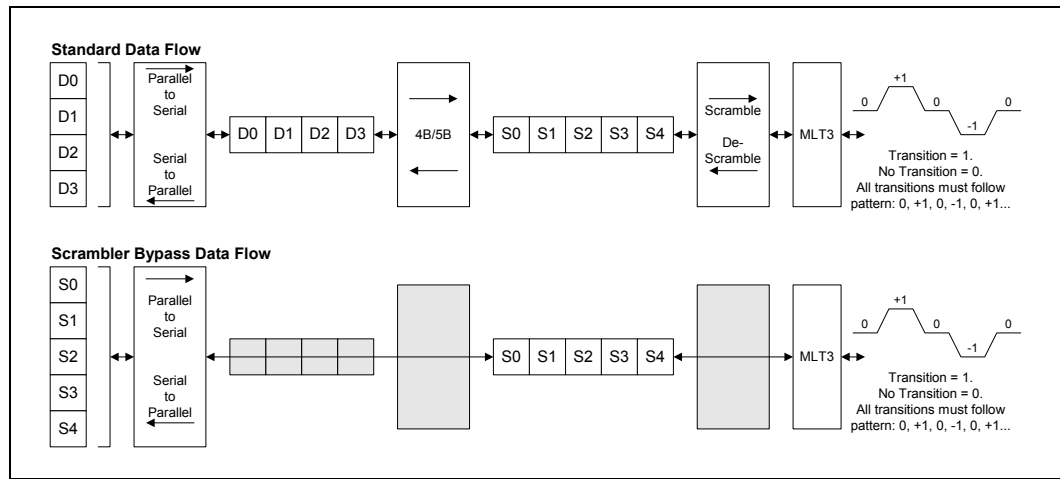 Standard Data Flow
D0
D1
D2
D3
Parallel
to
Serial
Serial
to
Parallel
D0 D1 D2 D3
4B/5B
S0 S1 S2 S3 S4
Scramble
De-
Scramble
MLT3
0 +1 0 -1 0
Transition = 1.
No Transition = 0.
All transitions must follow
pattern: 0, +1, 0, -1, 0, +1...
Scrambler Bypass Data Flow
S0
S1
S2
S3
S4
Parallel
to
Serial
Serial
to
Parallel
S0 S1 S2 S3 S4
MLT3
0 +1 0 -1 0
Transition = 1.
No Transition = 0.
All transitions must follow
pattern: 0, +1, 0, -1, 0, +1...